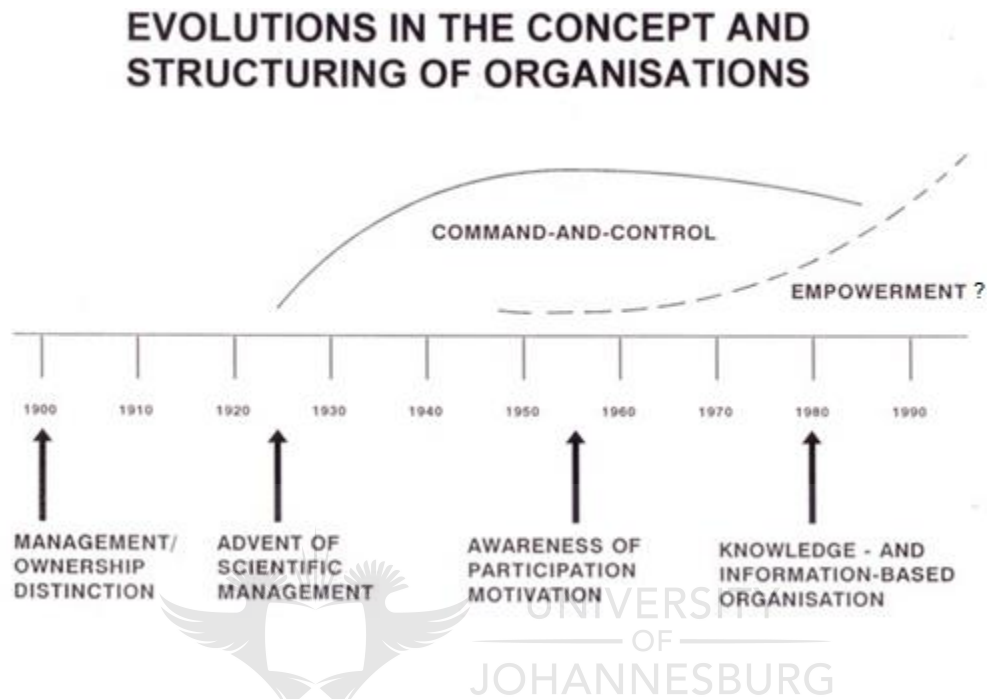 EVOLUTIONS IN THE CONCEPT AND
STRUCTURING OF ORGANISATIONS
COMMAND-AND-CONTROL
EMPOWERMENT ?
1900 1910 1920 1930 1940 1950 1960 1970 1980 1990
MANAGEMENT/
OWNERSHIP
DISTINCTION
ADVENT OF
SCIENTIFIC
MANAGEMENT
AWARENESS OF
PARTICIPATION
MOTIVATION
KNOWLEDGE - AND
INFORMATION-BASED
ORGANISATION
UNIVERSITY
OF
JOHANNESBURG